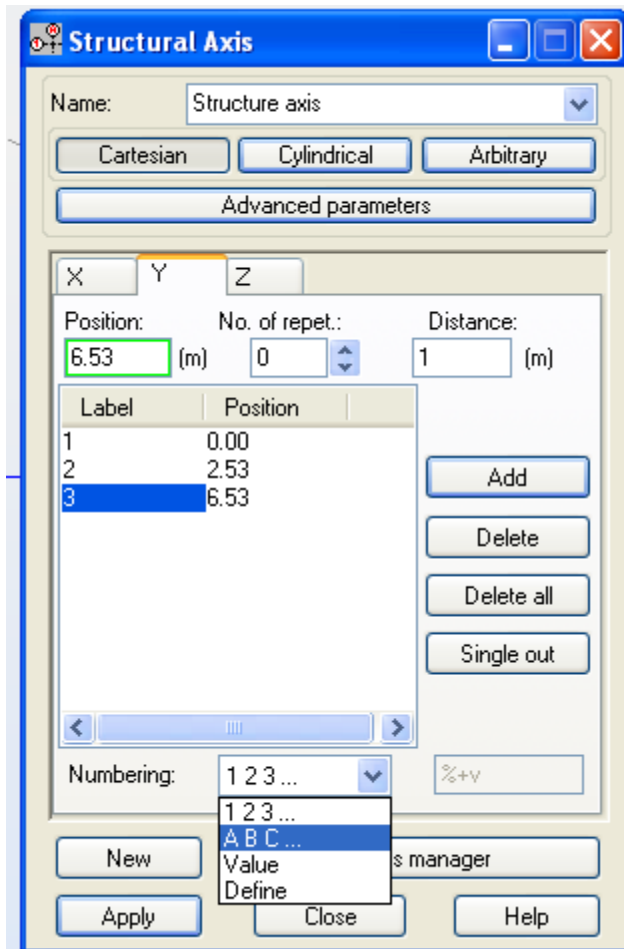 Structural Axis
Name: Structure axis
Cartesian Cylindrical Arbitrary
Advanced parameters
X Y Z
Position: No. of repet.: Distance:
6.53 (m) 0 1 (m)
Label Position
1 0.00
2 2.53
3 6.53
Add
Delete
Delete all
Single out
Numbering: 1 2 3 ... %+v
1 2 3 ...
A B C ...
Value
Define
New s manager
Apply Close Help